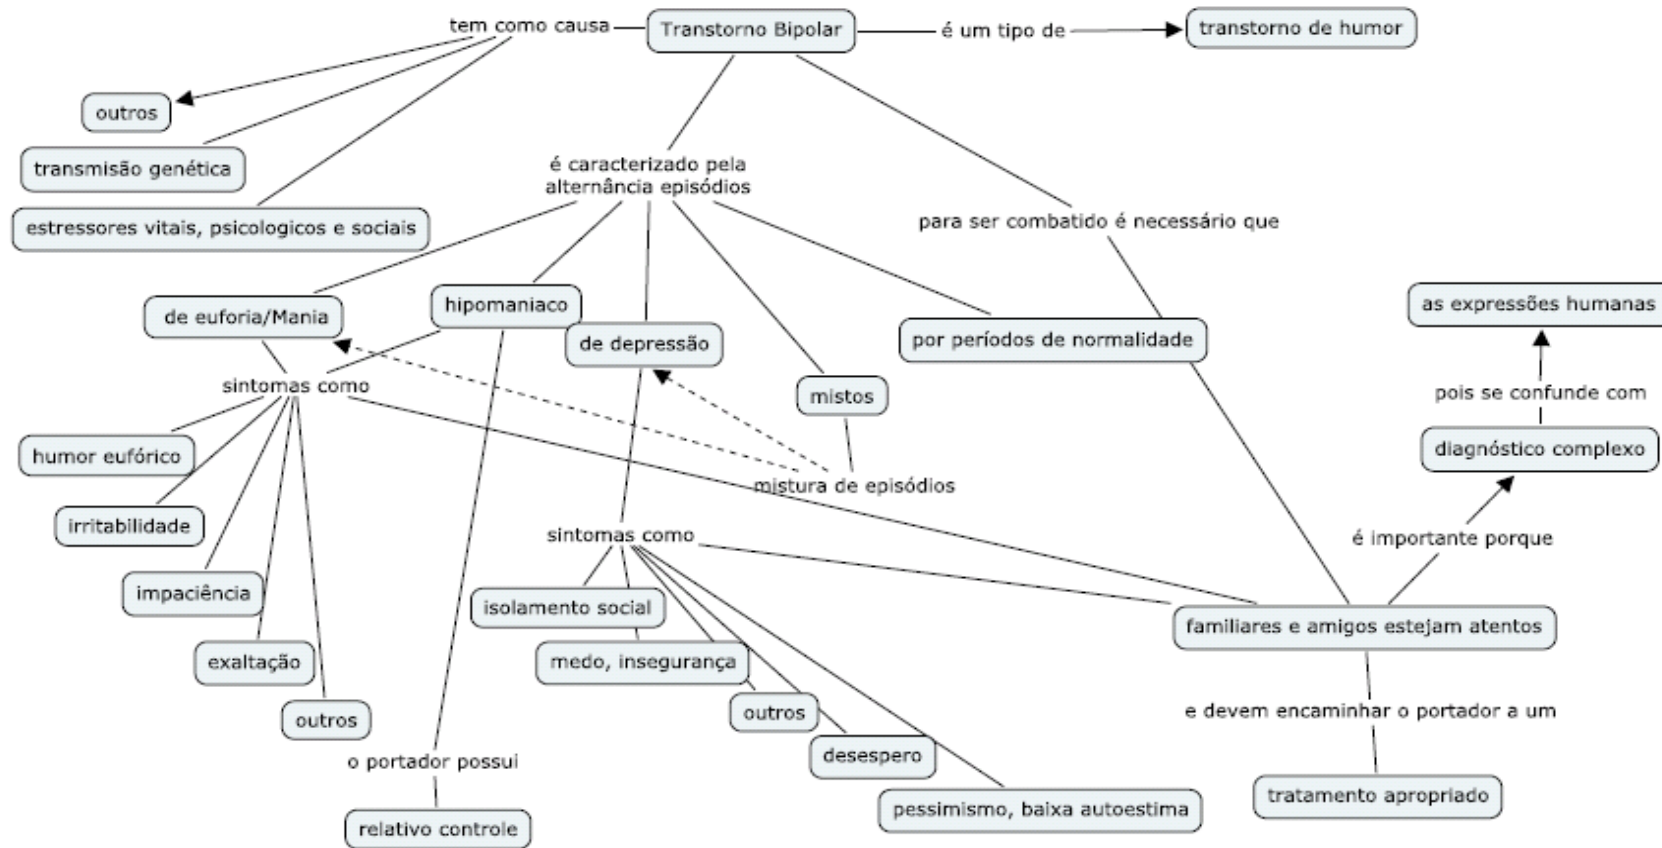 tem como causa
Transtorno Bipolar
é um tipo de
transtorno de humor
outros
transmisão genética
estressores vitais, psicologicos e sociais
é caracterizado pela
alternância episódios
para ser combatido é necessário que
de euforia/Mania
hipomaniaco
de depressão
por períodos de normalidade
as expressões humanas
sintomas como
mistos
pois se confunde com
humor eufórico
diagnóstico complexo
mistura de episódios
irritabilidade
sintomas como
é importante porque
impaciência
isolamento social
familiares e amigos estejam atentos
exaltação
medo, insegurança
outros
outros
e devem encaminhar o portador a um
o portador possui
desespero
tratamento apropriado
pessimismo, baixa autoestima
relativo controle